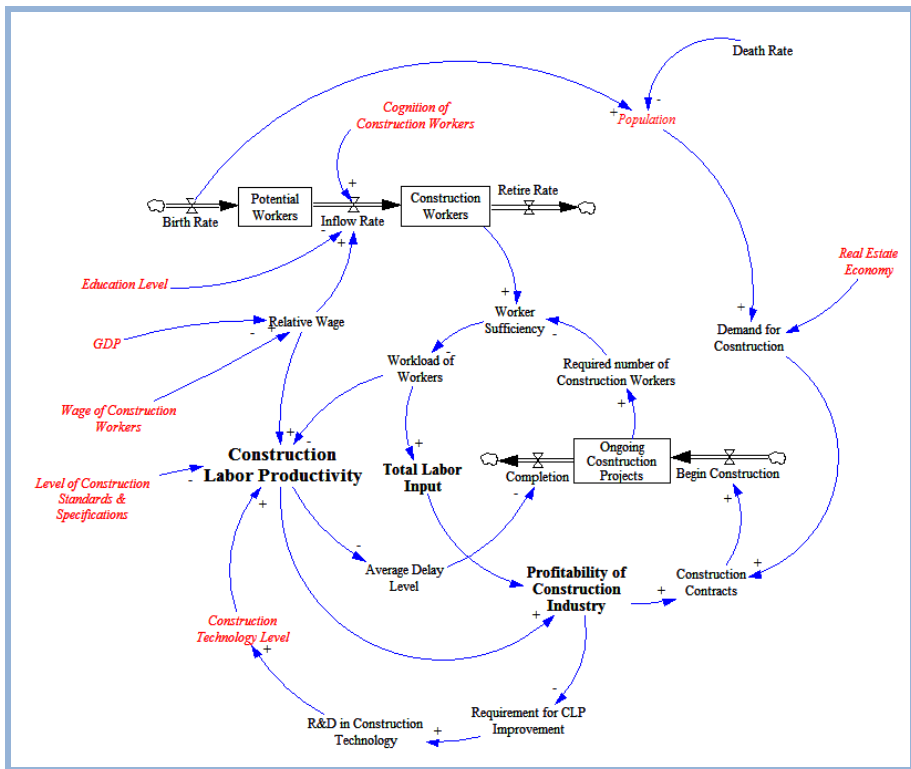 Death Rate
Cognition of
Construction Workers
-
+
Population
+
Potential
Workers
Construction
Workers
Retire Rate
Birth Rate
Inflow Rate
-
+
Real Estate
Economy
Education Level
+
Worker
Sufficiency
-
+
Relative Wage
- +
Demand for
Cosntruction
GDP
-
Workload of
Workers
Required number of
Construction Workers
Wage of Construction
Workers
+
+
-
+
Construction
Labor Productivity
Total Labor
Input
Ongoing
Cosntruction
Projects
Completion
Begin Construction
-
-
Level of Construction
Standards &
Specifications
+
+
-
Average Delay
Level
+
Profitability of
Construction
Industry
Construction
Contracts
+
+
Construction
Technology Level
+
-
R&D in Construction
Technology
+
Requirement for CLP
Improvement